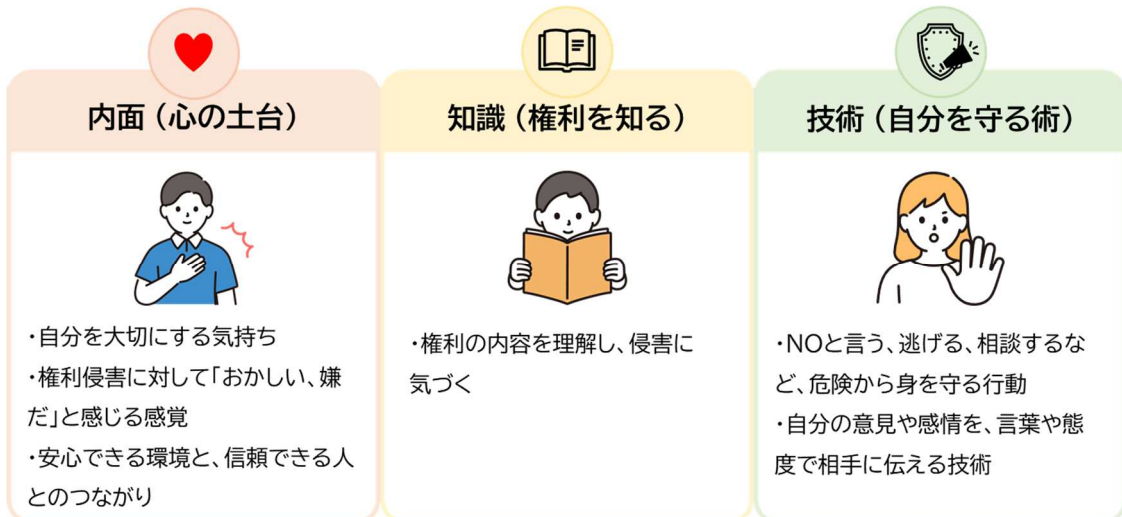 内面（心の土台）
・自分を大切にする気持ち
・権利侵害に対して「おかしい、嫌
だ」と感じる感覚
・安心できる環境と、信頼できる人
とのつながり
知識（権利を知る）
・権利の内容を理解し、侵害に
気づく
技術（自分を守る術）
・NOと言う、逃げる、相談するな
ど、危険から身を守る行動
・自分の意見や感情を、言葉や態
度で相手に伝える技術